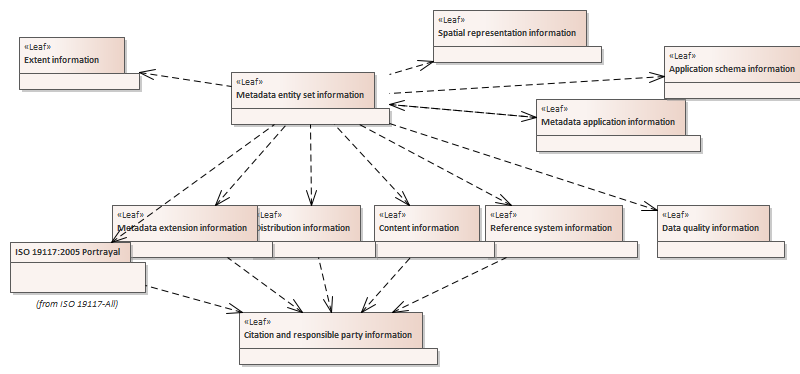 «Leaf»
Spatial representation information
«Leaf»
Extent information
«Leaf»
Application schema information
«Leaf»
Metadata entity set information
«Leaf»
Metadata application information
«Leaf»
Metadata extension information
«Leaf»
Distribution information
«Leaf»
Content information
«Leaf»
Reference system information
«Leaf»
Data quality information
ISO 19117:2005 Portrayal
(from ISO 19117-All)
«Leaf»
Citation and responsible party information